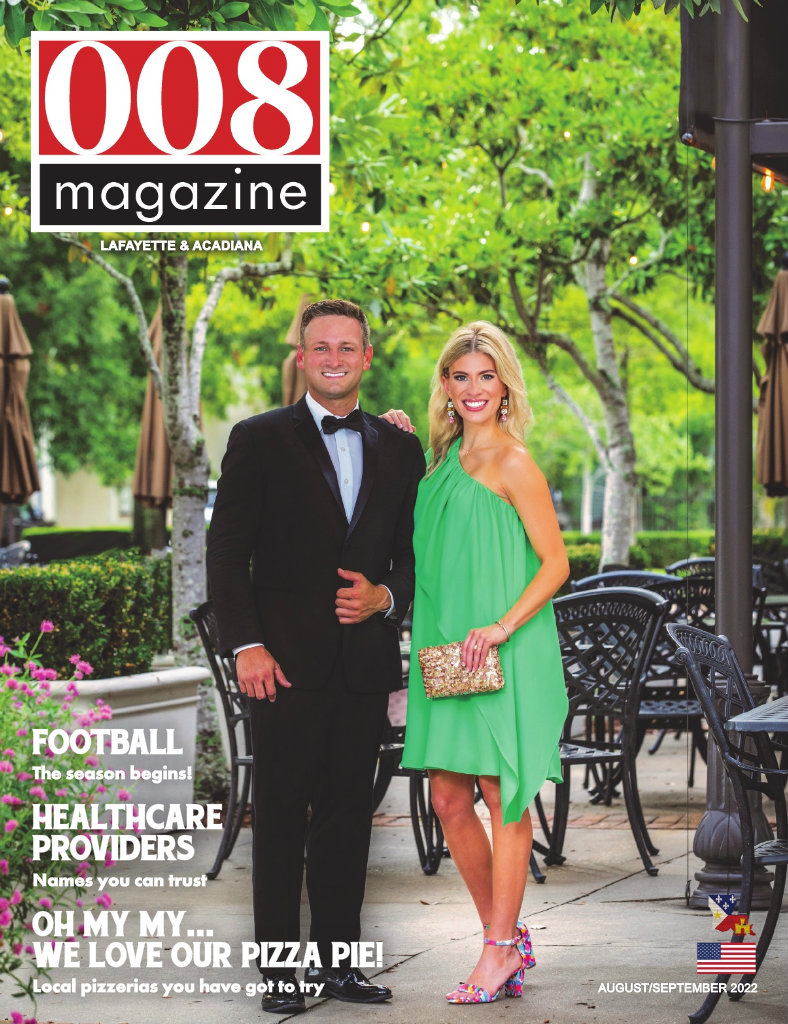 008
magazine
LAFAYETTE & ACADIANA
FOOTBALL
The season begins!
HEALTHCARE
PROVIDERS
Names you can trust
OH MY MY...
WE LOVE OUR PIZZA PIE!
Local pizzerias you have got to try
AUGUST/SEPTEMBER 2022